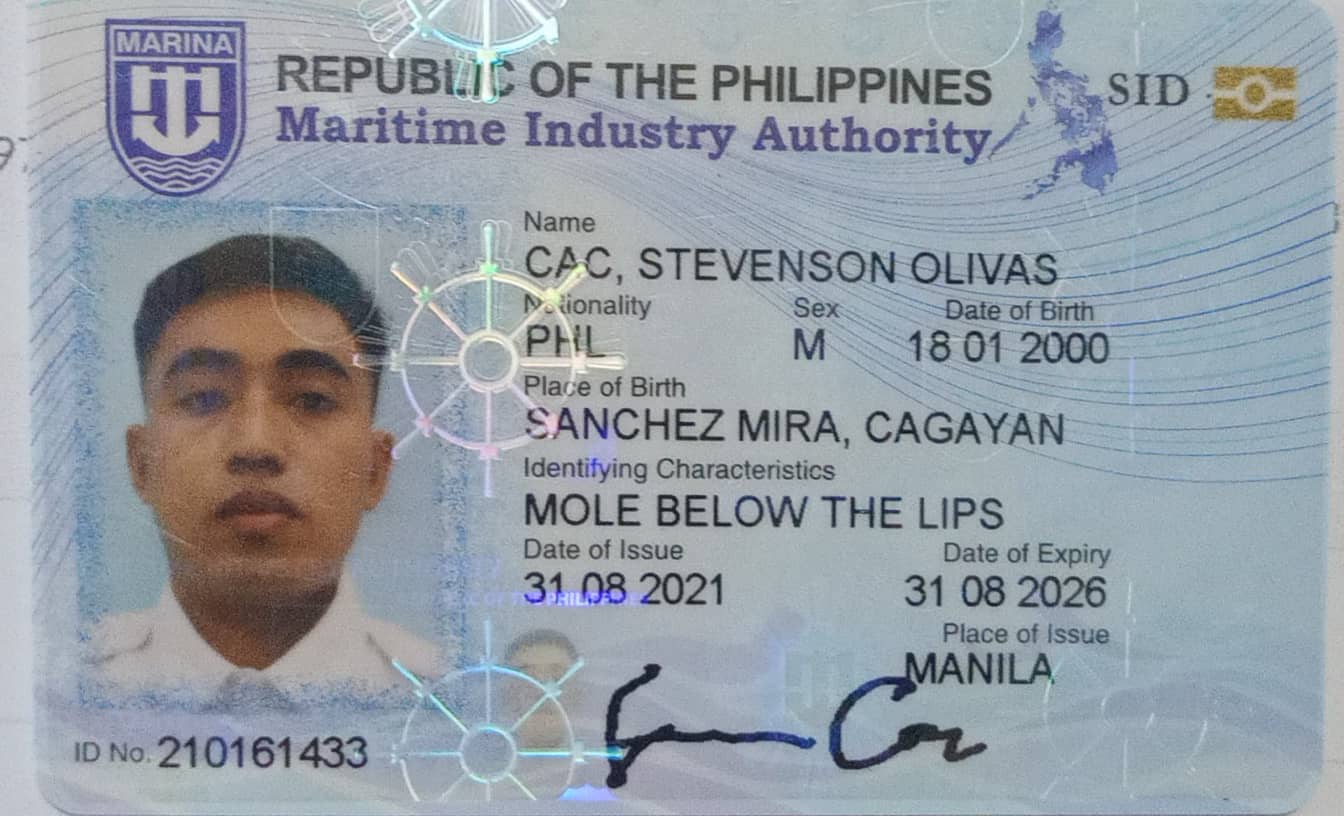 MARINA
REPUBLIC OF THE PHILIPPINES
Maritime Industry Authority
SID
Name
CAC, STEVENSON OLIVAS
Nationality Sex Date of Birth
PHL M 18 01 2000
Place of Birth
SANCHEZ MIRA, CAGAYAN
Identifying Characteristics
MOLE BELOW THE LIPS
Date of Issue Date of Expiry
31 08 2021 31 08 2026
Place of Issue
MANILA
ID No. 210161433